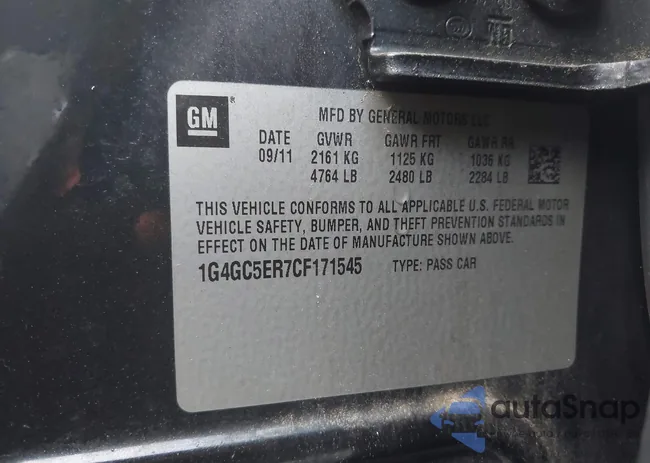 GM
MFD BY GENERAL MOTORS LLC
DATE GVWR GAWR FRT GAWR RR
09/11 2161 KG 1125 KG 1036 KG
4764 LB 2480 LB 2284 LB
THIS VEHICLE CONFORMS TO ALL APPLICABLE U.S. FEDERAL MOTOR
VEHICLE SAFETY, BUMPER, AND THEFT PREVENTION STANDARDS IN
EFFECT ON THE DATE OF MANUFACTURE SHOWN ABOVE.
1G4GC5ER7CF171545 TYPE: PASS CAR
autoSnap